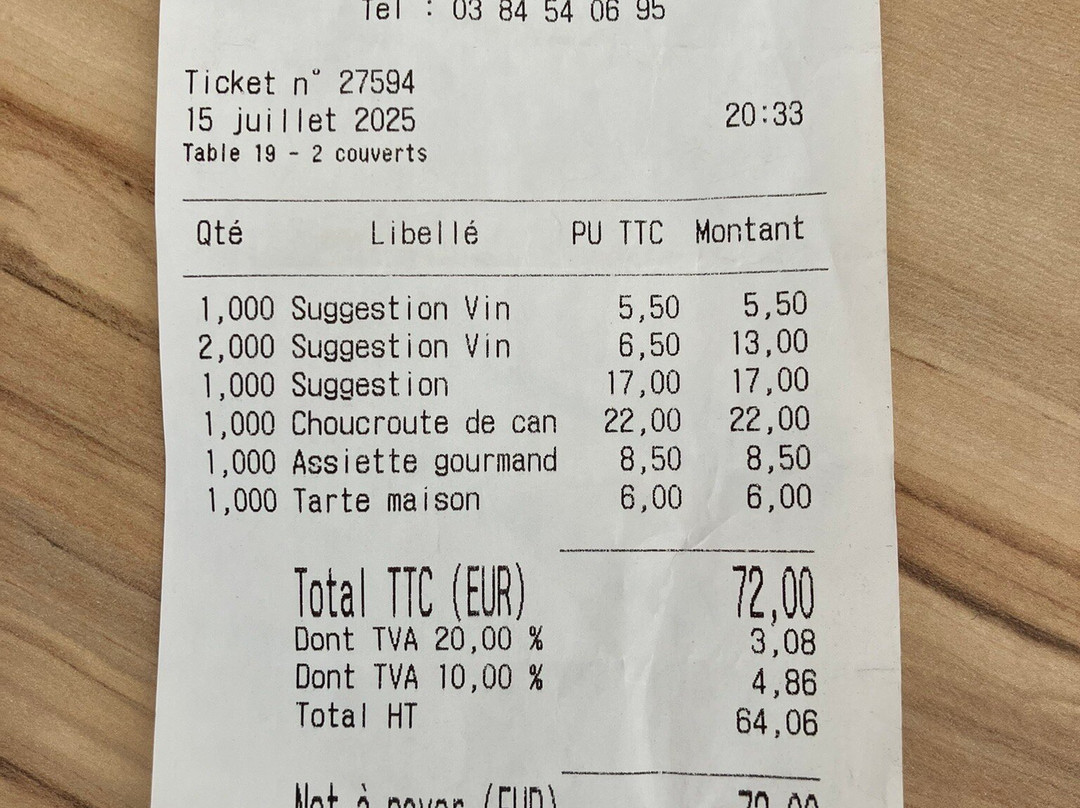 Tel : 03 84 54 06 95
Ticket n° 27594
15 juillet 2025 20:33
Table 19 - 2 couverts
Qté Libellé PU TTC Montant
1,000 Suggestion Vin 5,50 5,50
2,000 Suggestion Vin 6,50 13,00
1,000 Suggestion 17,00 17,00
1,000 Choucroute de can 22,00 22,00
1,000 Assiette gourmand 8,50 8,50
1,000 Tarte maison 6,00 6,00
Total TTC (EUR) 72,00
Dont TVA 20,00 % 3,08
Dont TVA 10,00 % 4,86
Total HT 64,06
Net à payer (EUR)